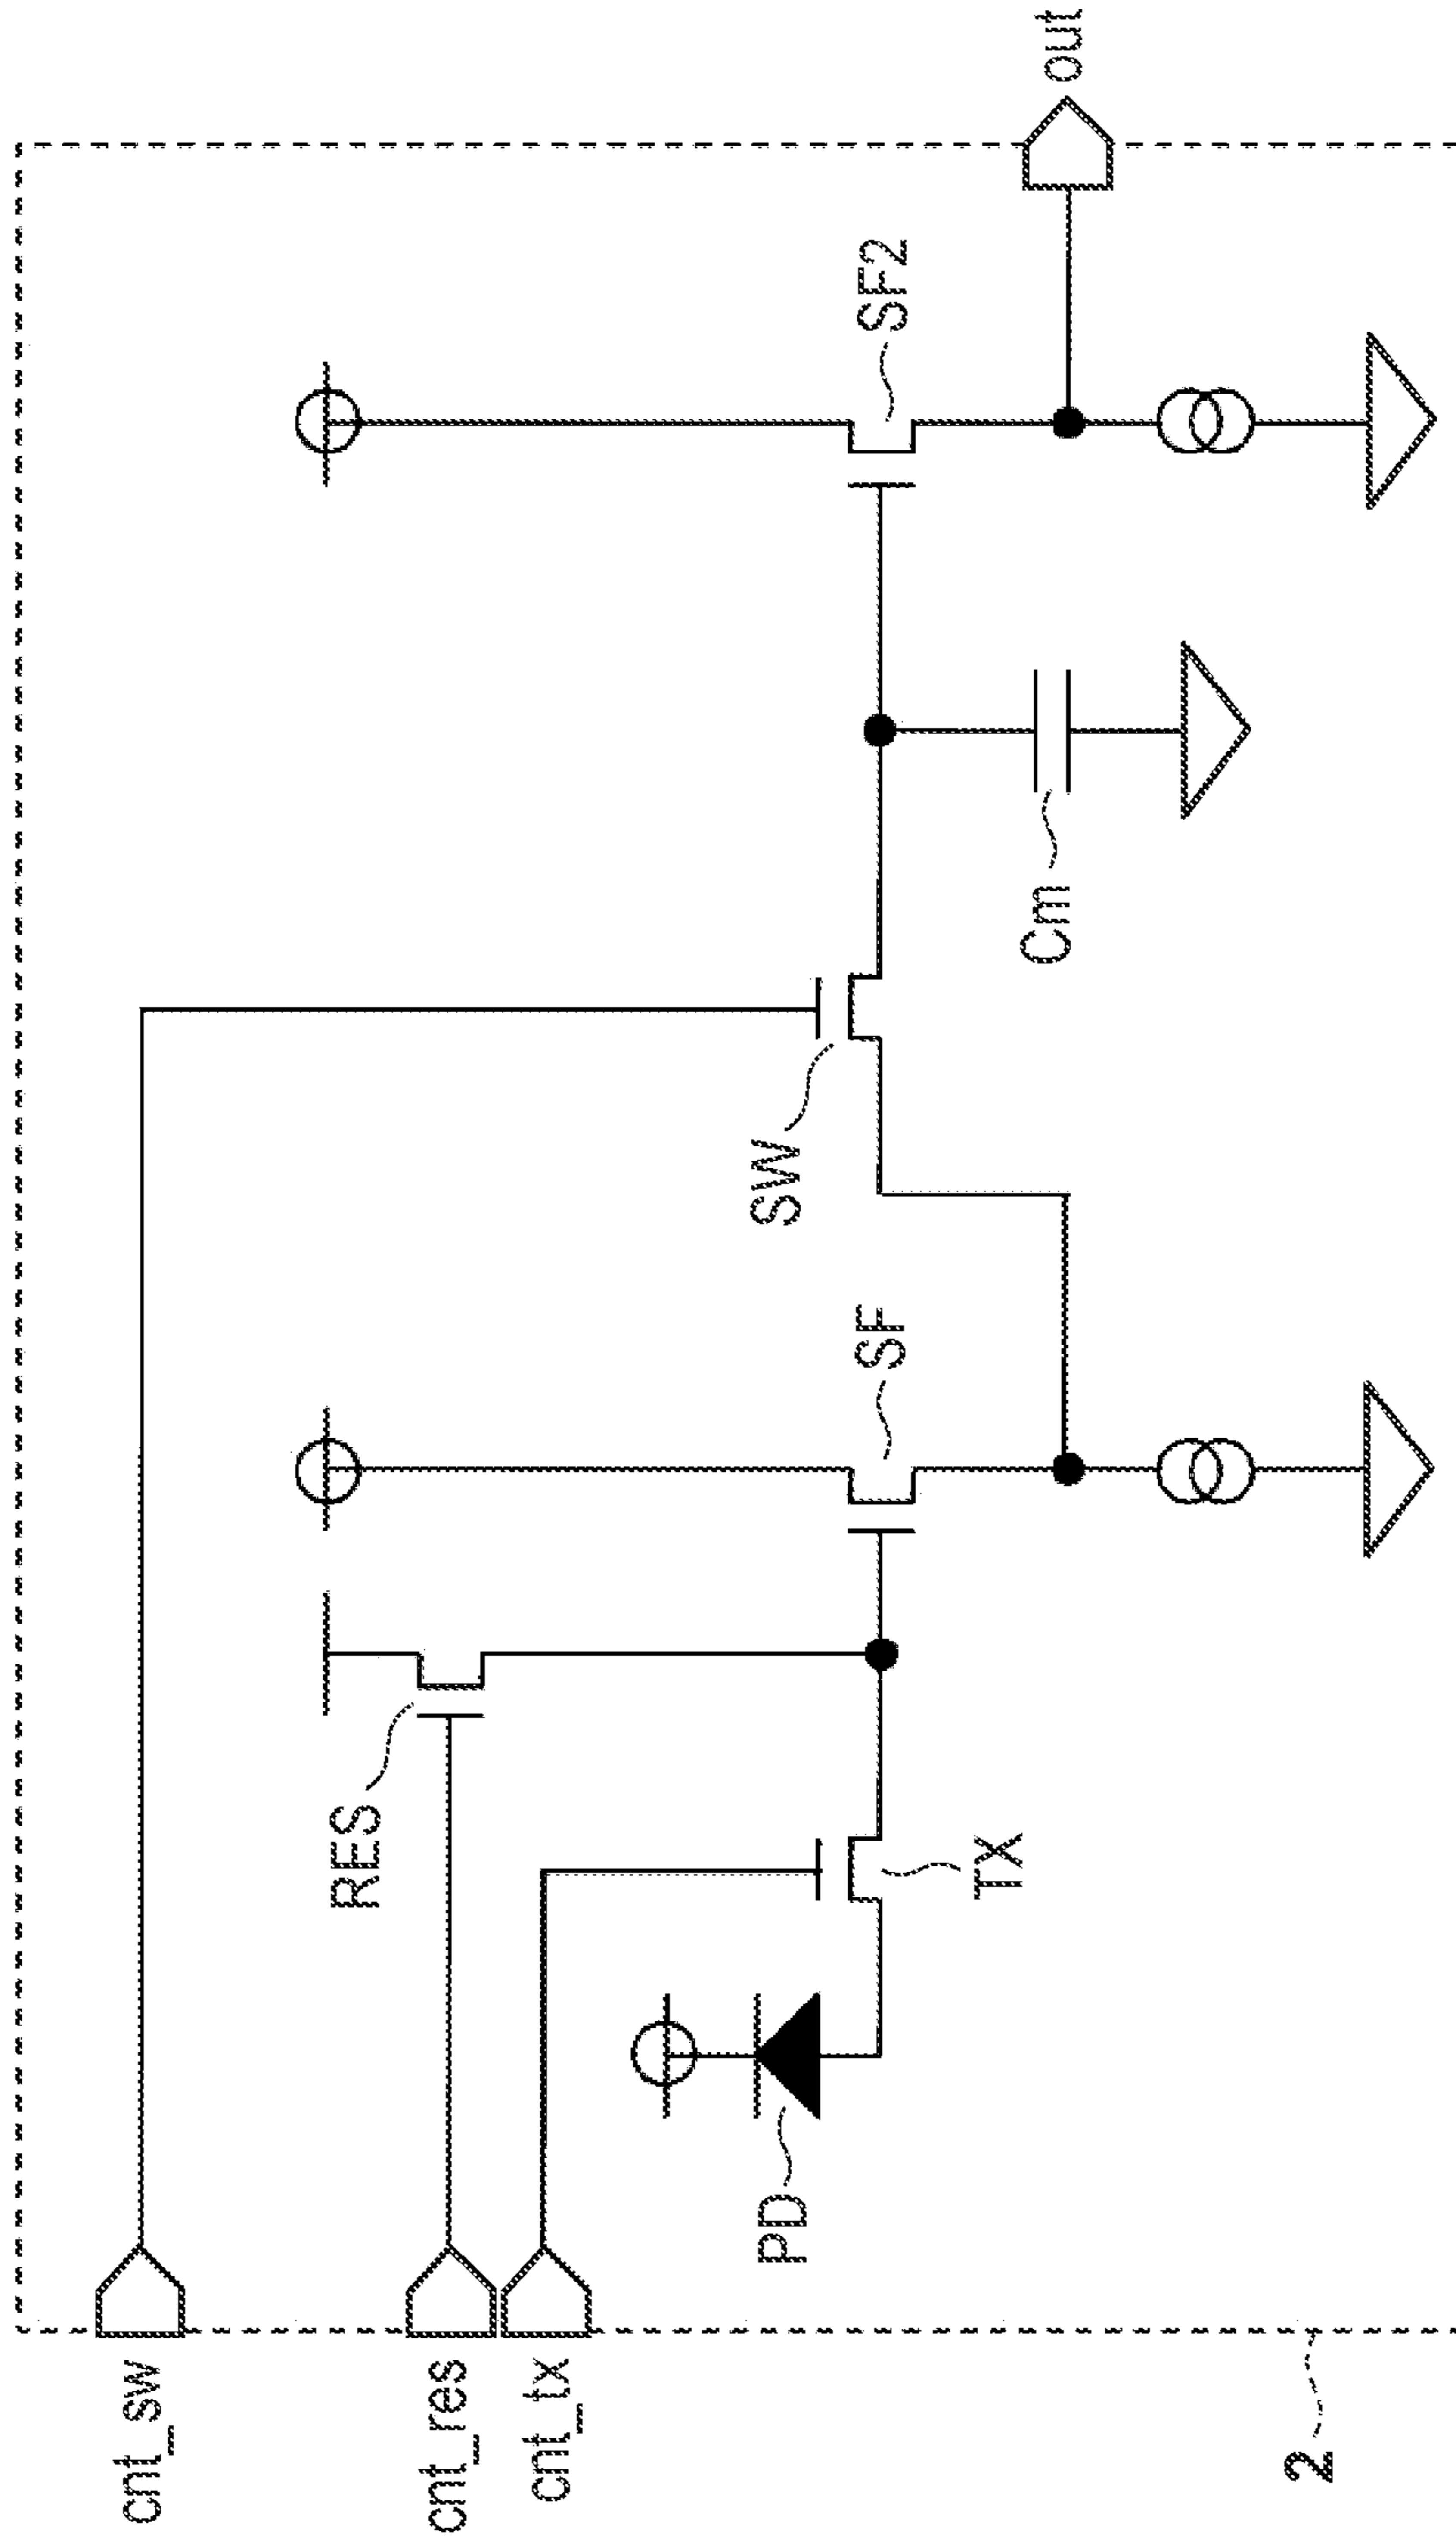 cnt_sw
cnt_res
cnt_tx
RES
PD
TX
SF
SW
Cm
SF2
out
2